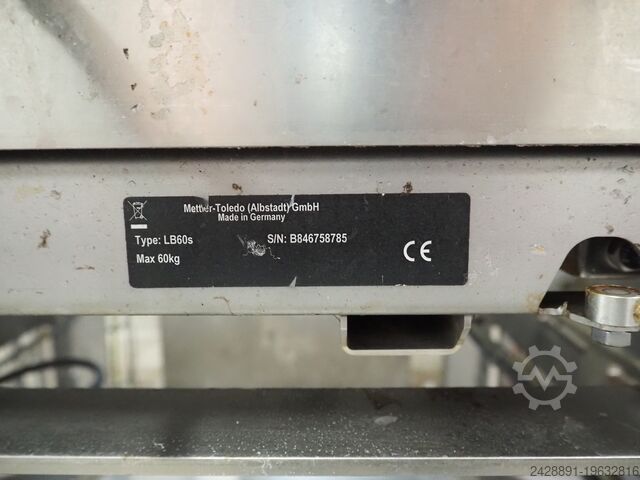 Mettler-Toledo (Albstadt) GmbH
Made in Germany
Type: LB60s
S/N: B846758785
Max 60kg
CE
2428891-19632816